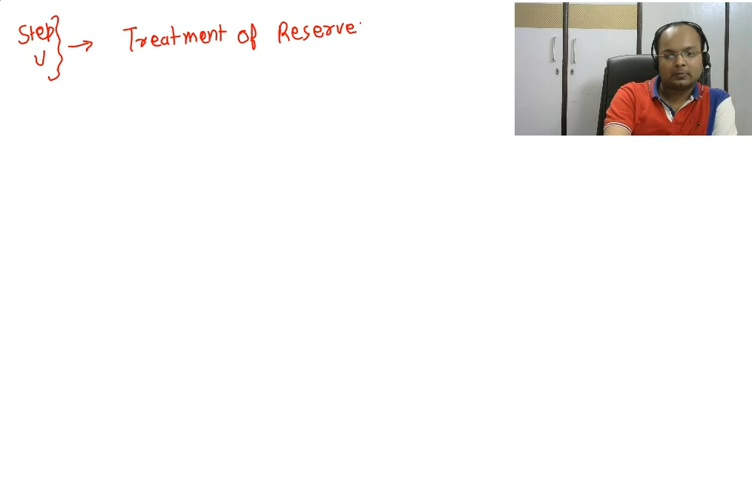 Step
V
→ Treatment of Reserve